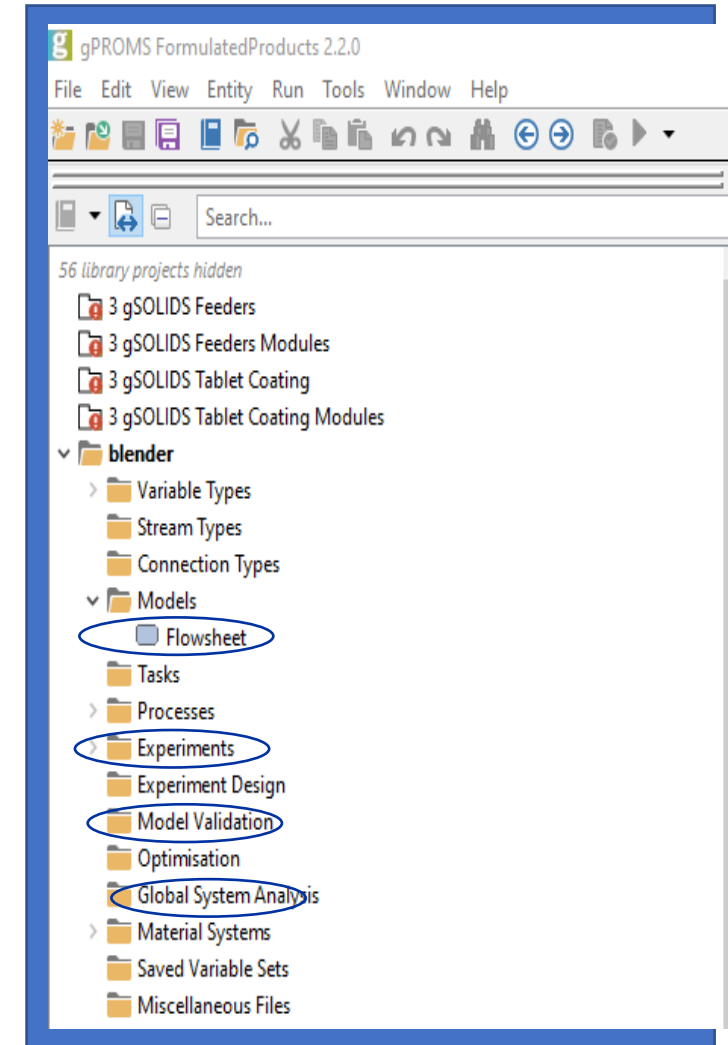 g gPROMS FormulatedProducts 2.2.0
File Edit View Entity Run Tools Window Help
Search...
56 library projects hidden
3 gSOLIDS Feeders
3 gSOLIDS Feeders Modules
3 gSOLIDS Tablet Coating
3 gSOLIDS Tablet Coating Modules
blender
Variable Types
Stream Types
Connection Types
Models
Flowsheet
Tasks
Processes
Experiments
Experiment Design
Model Validation
Optimisation
Global System Analysis
Material Systems
Saved Variable Sets
Miscellaneous Files